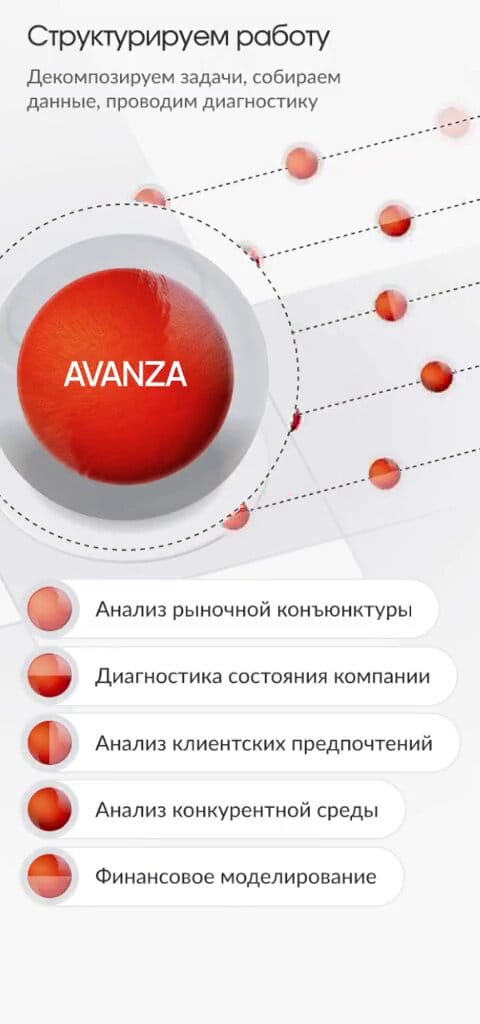 Структурируем работу
Декомпозируем задачи, собираем
данные, проводим диагностику
AVANZA
Анализ рыночной конъюнктуры
Диагностика состояния компании
Анализ клиентских предпочтений
Анализ конкурентной среды
Финансовое моделирование